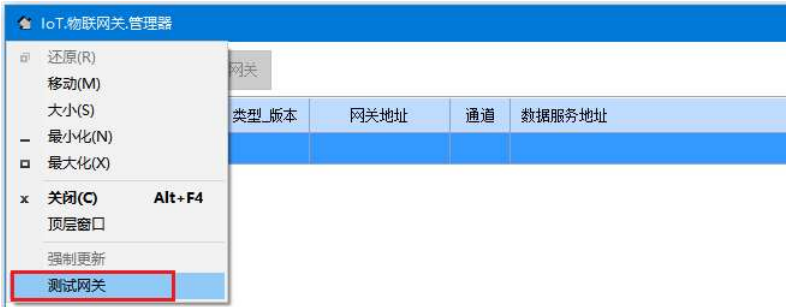 IoT.物联网关.管理器
还原(R)
网关
移动(M)
大小(S)
类型_版本 网关地址 通道 数据服务地址
最小化(N)
最大化(X)
x 关闭(C) Alt+F4
顶层窗口
强制更新
测试网关